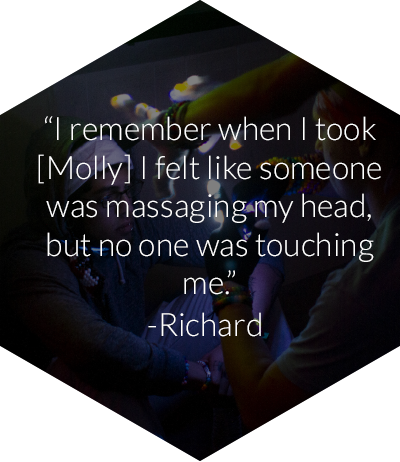 “I remember when I took
[Molly] I felt like someone
was massaging my head,
but no one was touching
me.”
-Richard